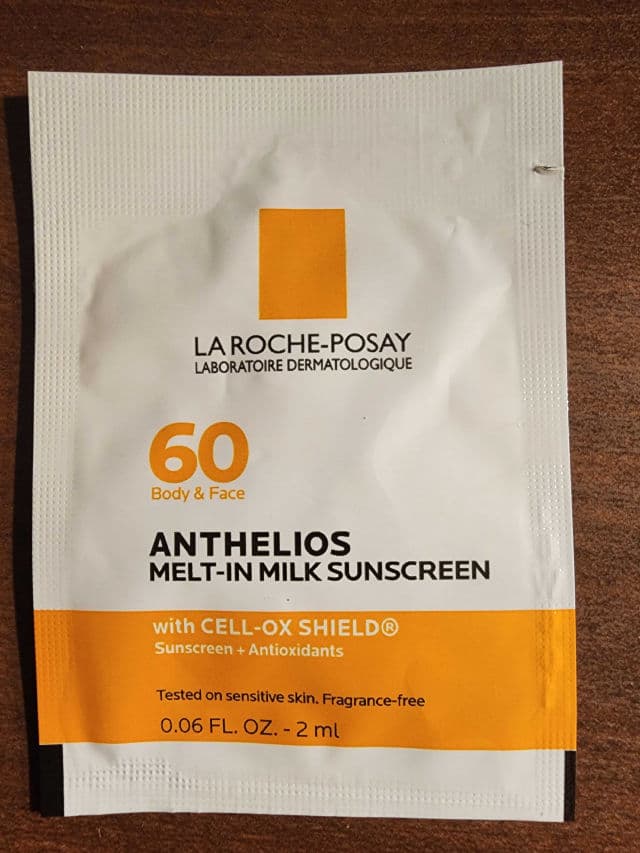 LA ROCHE-POSAY
LABORATOIRE DERMATOLOGIQUE
60
Body & Face
ANTHELIOS
MELT-IN MILK SUNSCREEN
with CELL-OX SHIELD®
Sunscreen + Antioxidants
Tested on sensitive skin. Fragrance-free
0.06 FL. OZ. - 2 ml